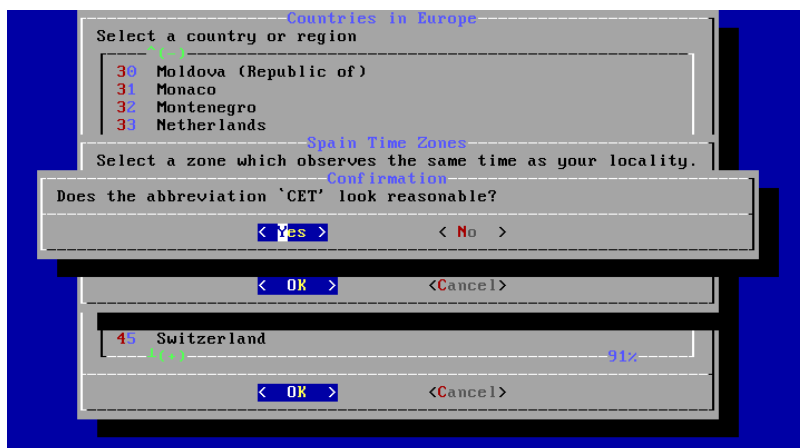 Countries in Europe
Select a country or region
^(-)
30 Moldova (Republic of)
31 Monaco
32 Montenegro
33 Netherlands
Spain Time Zones
Select a zone which observes the same time as your locality.
Confirmation
Does the abbreviation `CET' look reasonable?
< Yes > < No >
< OK > <Cancel>
45 Switzerland
┴(+) 91%
< OK > <Cancel>